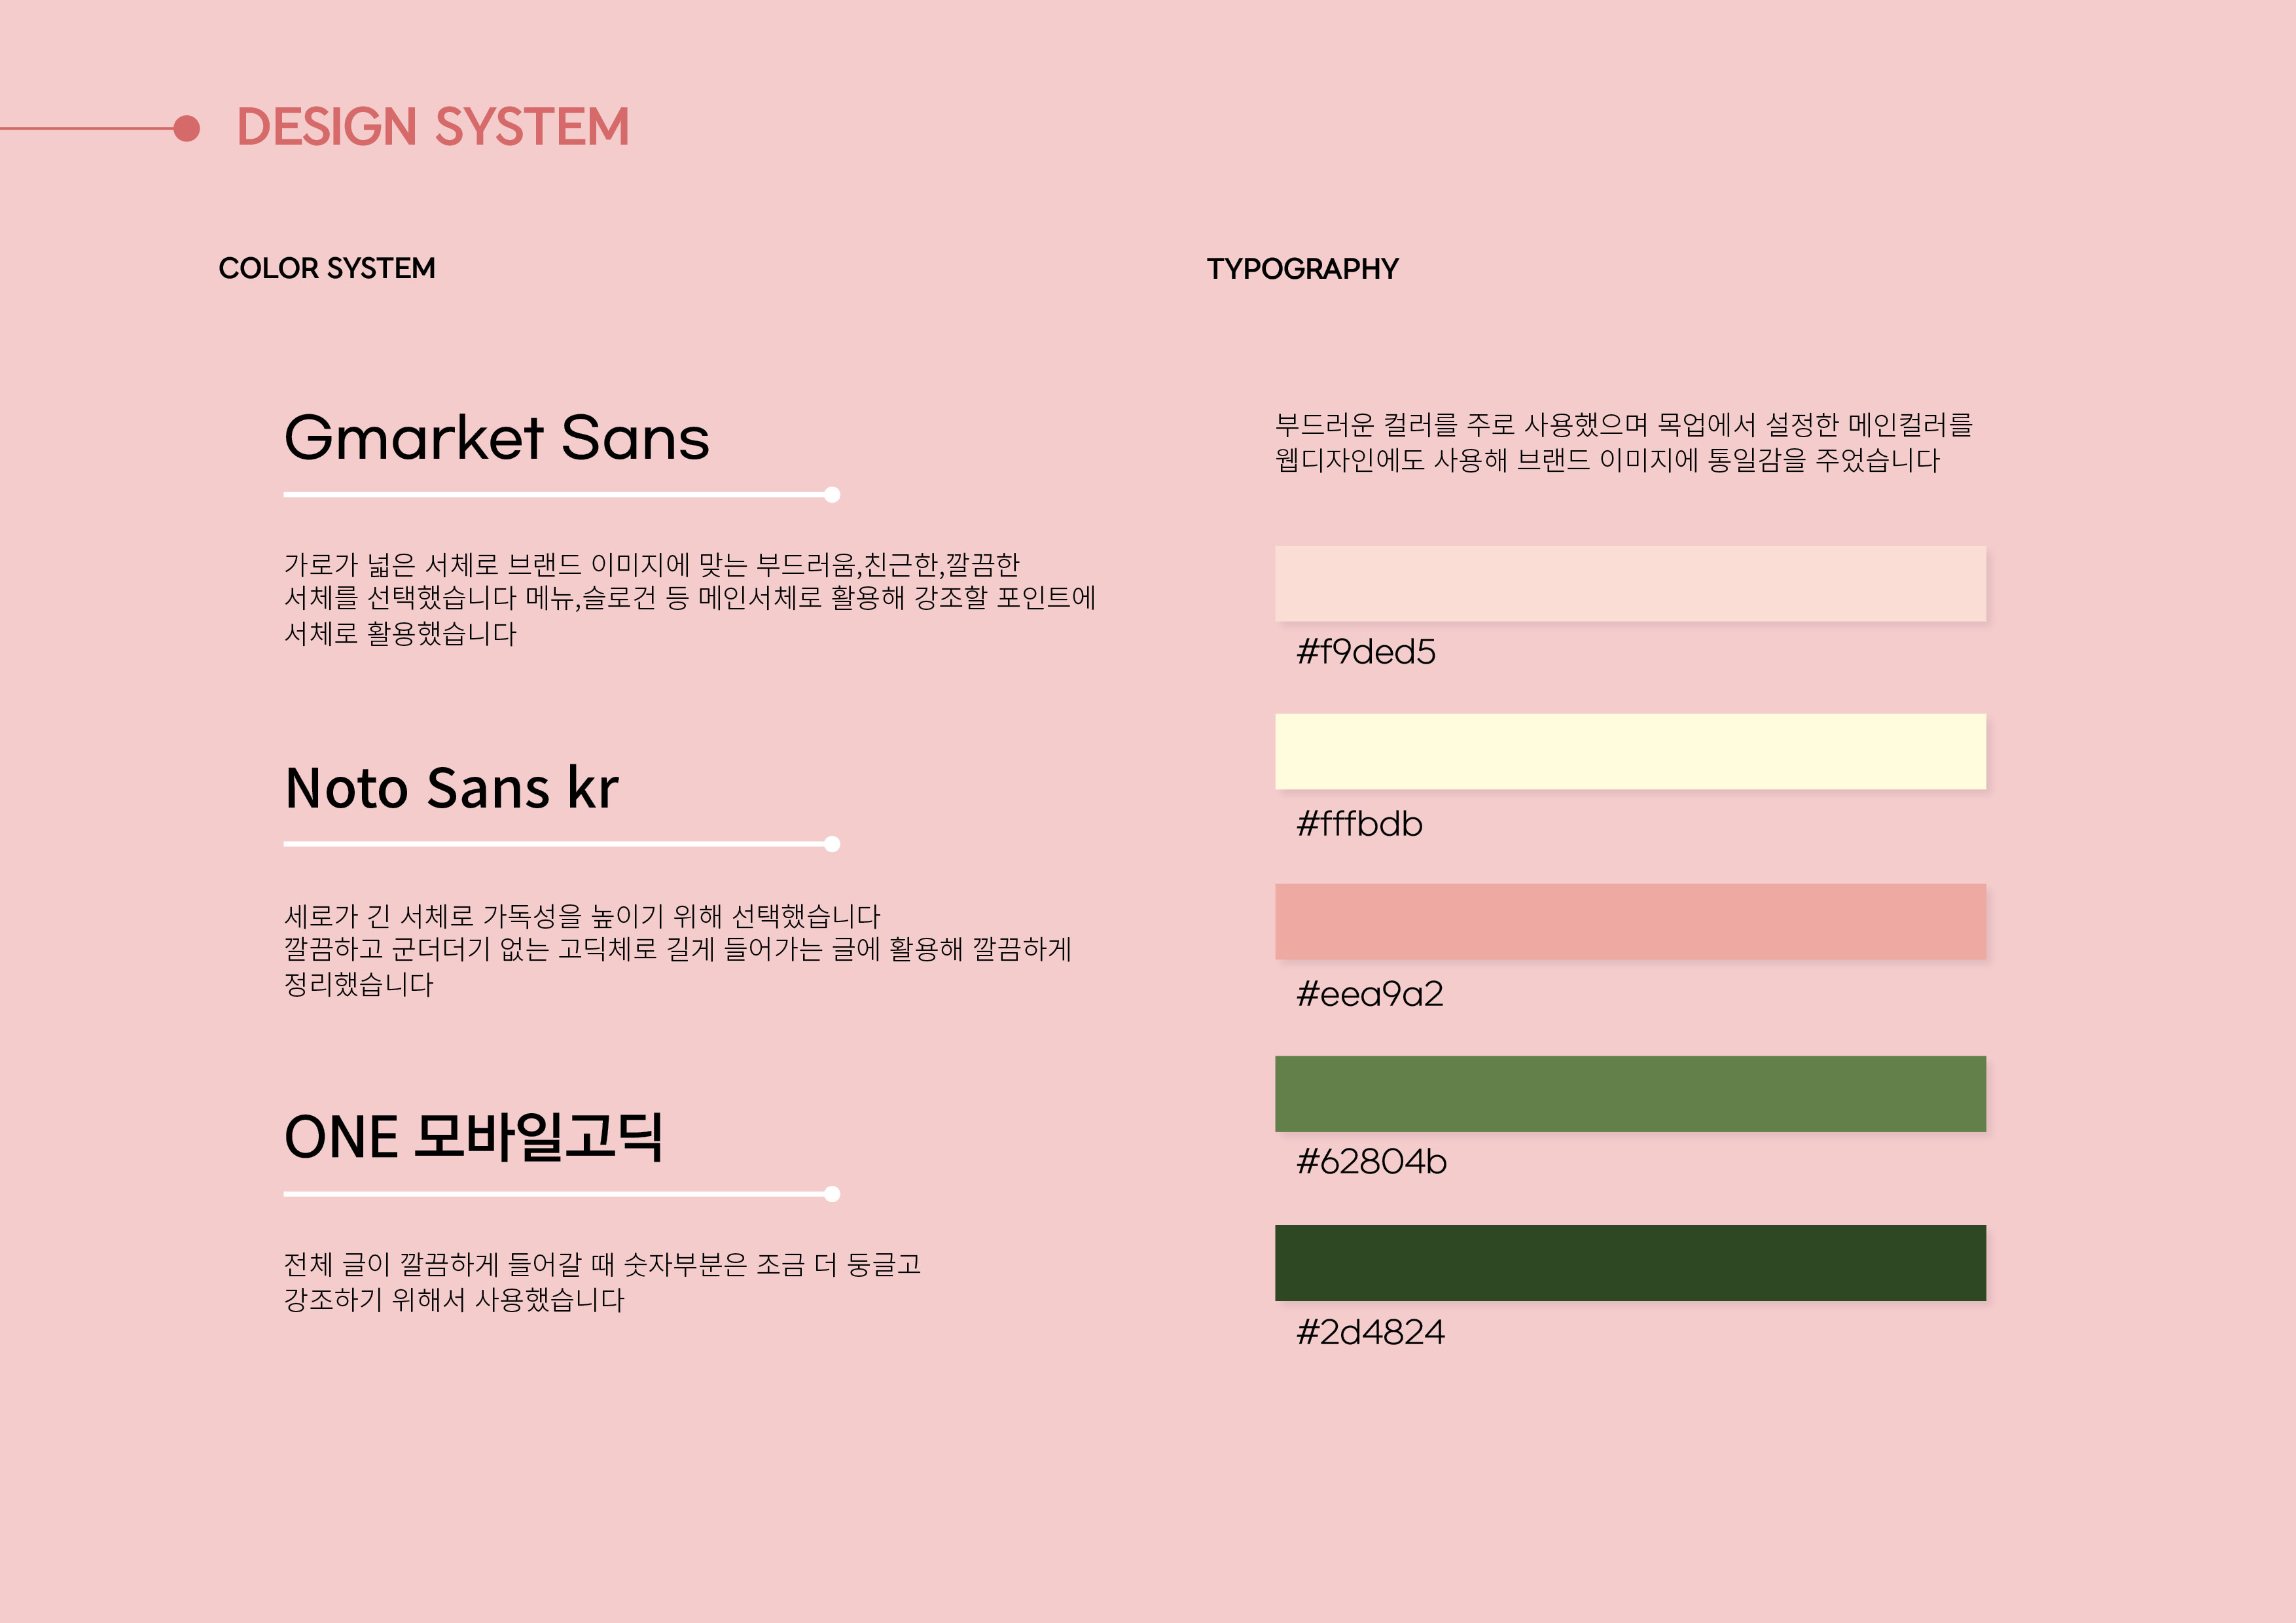 DESIGN SYSTEM
COLOR SYSTEM
Gmarket Sans
가로가 넓은 서체로 브랜드 이미지에 맞는 부드러움,친근한,깔끔한
서체를 선택했습니다 메뉴,슬로건 등 메인서체로 활용해 강조할 포인트에
서체로 활용했습니다
Noto Sans kr
세로가 긴 서체로 가독성을 높이기 위해 선택했습니다
깔끔하고 군더더기 없는 고딕체로 길게 들어가는 글에 활용해 깔끔하게
정리했습니다
ONE 모바일고딕
전체 글이 깔끔하게 들어갈 때 숫자부분은 조금 더 둥글고
강조하기 위해서 사용했습니다
TYPOGRAPHY
부드러운 컬러를 주로 사용했으며 목업에서 설정한 메인컬러를
웹디자인에도 사용해 브랜드 이미지에 통일감을 주었습니다
#f9ded5
#fffbdb
#eea9a2
#62804b
#2d4824